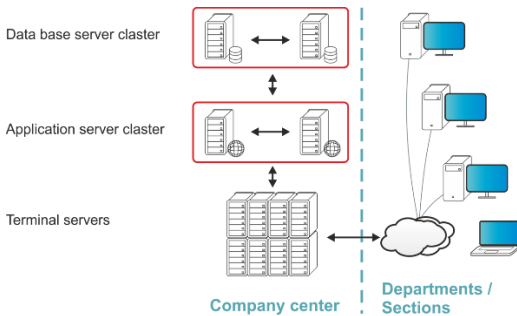 Data base server claster
Application server claster
Terminal servers
Company center
Departments /
Sections